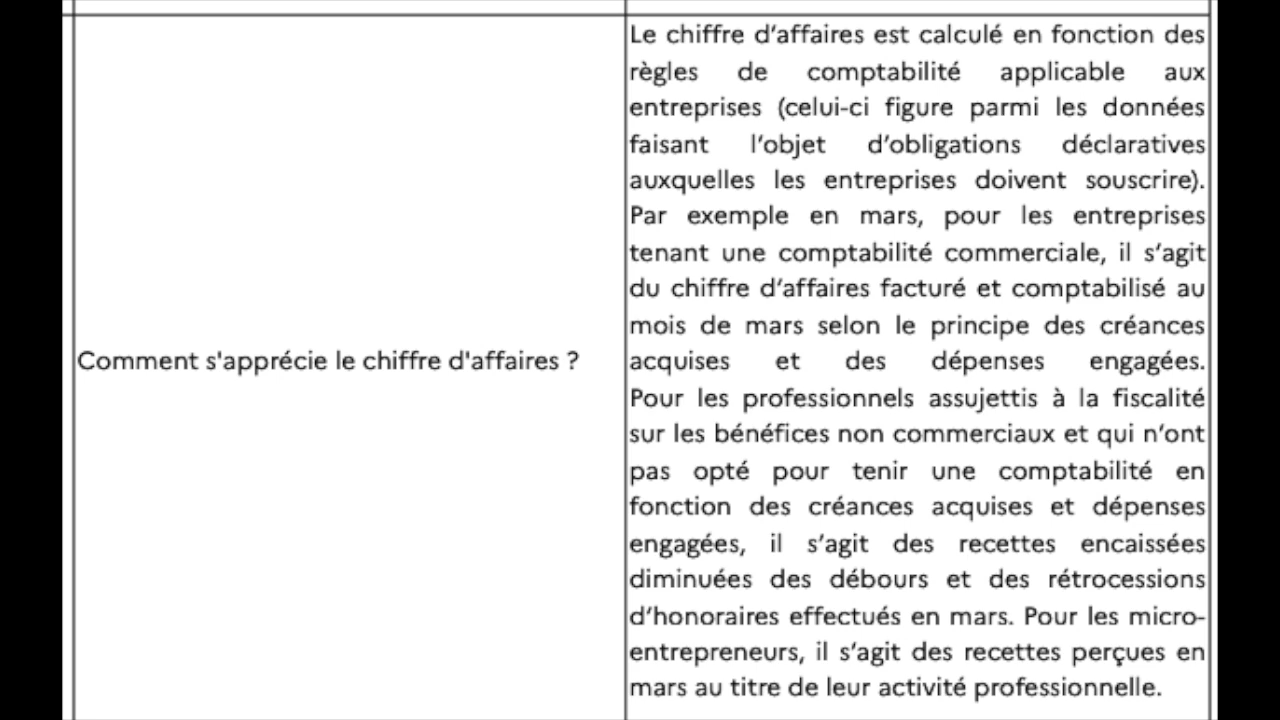 Comment s'apprécie le chiffre d'affaires ?
Le chiffre d’affaires est calculé en fonction des
règles de comptabilité applicable aux
entreprises (celui-ci figure parmi les données
faisant l’objet d’obligations déclaratives
auxquelles les entreprises doivent souscrire).
Par exemple en mars, pour les entreprises
tenant une comptabilité commerciale, il s’agit
du chiffre d’affaires facturé et comptabilisé au
mois de mars selon le principe des créances
acquises et des dépenses engagées.
Pour les professionnels assujettis à la fiscalité
sur les bénéfices non commerciaux et qui n’ont
pas opté pour tenir une comptabilité en
fonction des créances acquises et dépenses
engagées, il s’agit des recettes encaissées
diminuées des débours et des rétrocessions
d’honoraires effectués en mars. Pour les micro-
entrepreneurs, il s’agit des recettes perçues en
mars au titre de leur activité professionnelle.